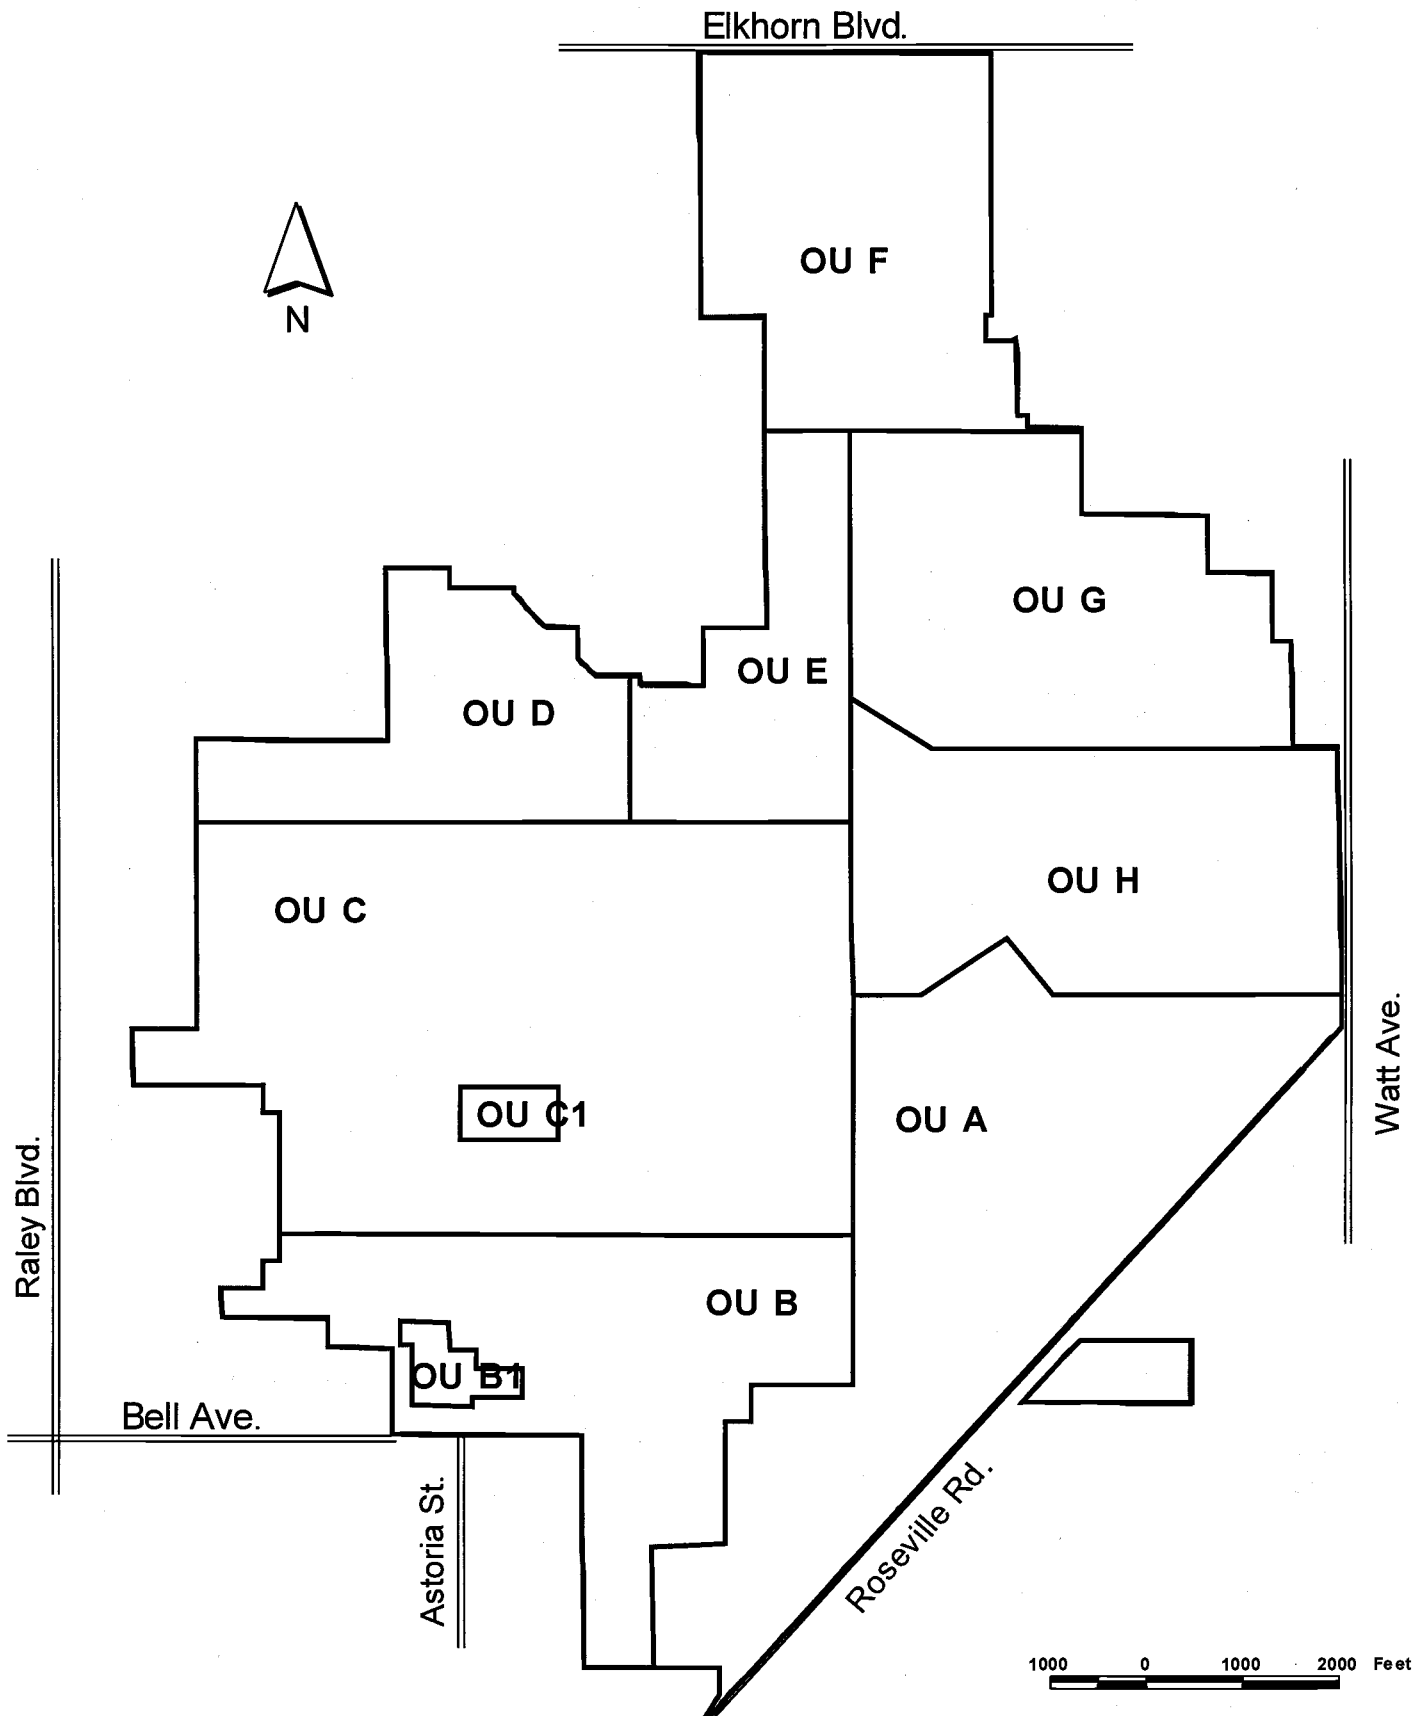 Elkhorn Blvd.
OU F
N
OU G
OU E
OU D
OU H
OU C
Watt Ave.
OU C1
OU A
Raley Blvd.
OU B
OU B1
Bell Ave.
Astoria St.
Roseville Rd.
1000 0 1000 2000 Feet